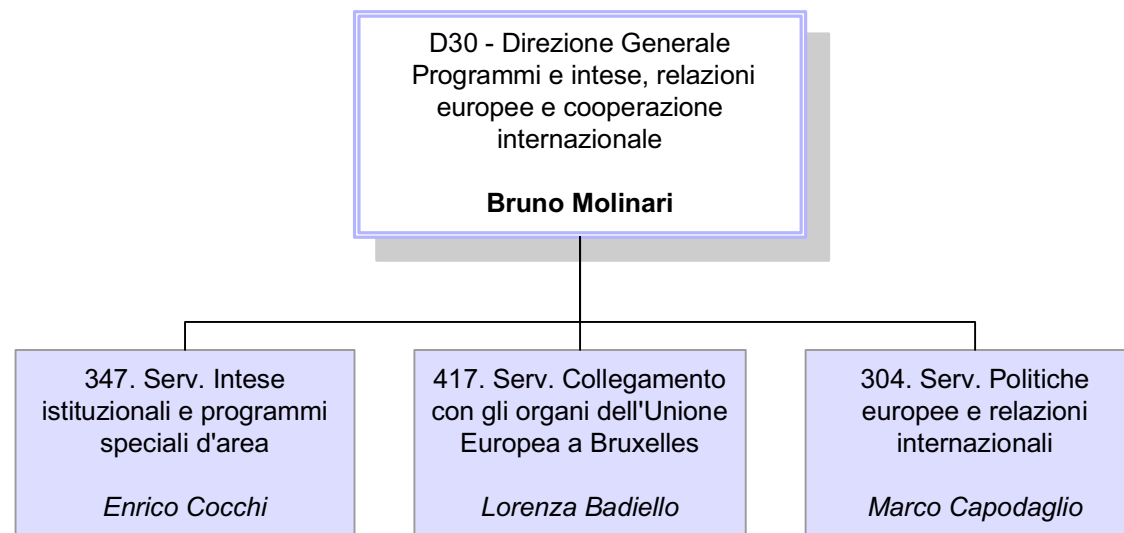 D30 - Direzione Generale
Programmi e intese, relazioni
europee e cooperazione
internazionale
Bruno Molinari
347. Serv. Intese
istituzionali e programmi
speciali d'area
Enrico Cocchi
417. Serv. Collegamento
con gli organi dell'Unione
Europea a Bruxelles
Lorenza Badiello
304. Serv. Politiche
europee e relazioni
internazionali
Marco Capodaglio